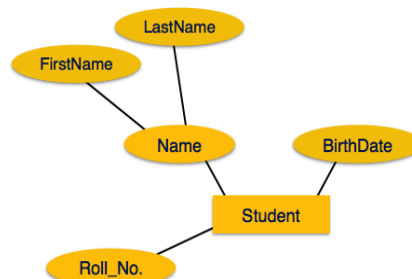 LastName
FirstName
Name
BirthDate
Student
Roll_No.